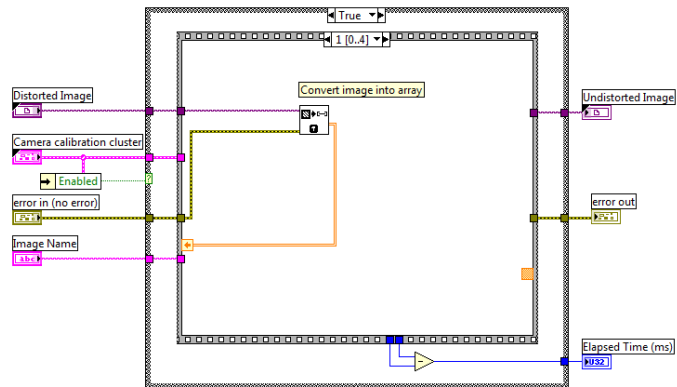 True
1 [0..4]
Convert image into array
Distorted Image
Undistorted Image
Camera calibration cluster
Enabled
?
error in (no error)
error out
Image Name
abc
Elapsed Time (ms)
U32